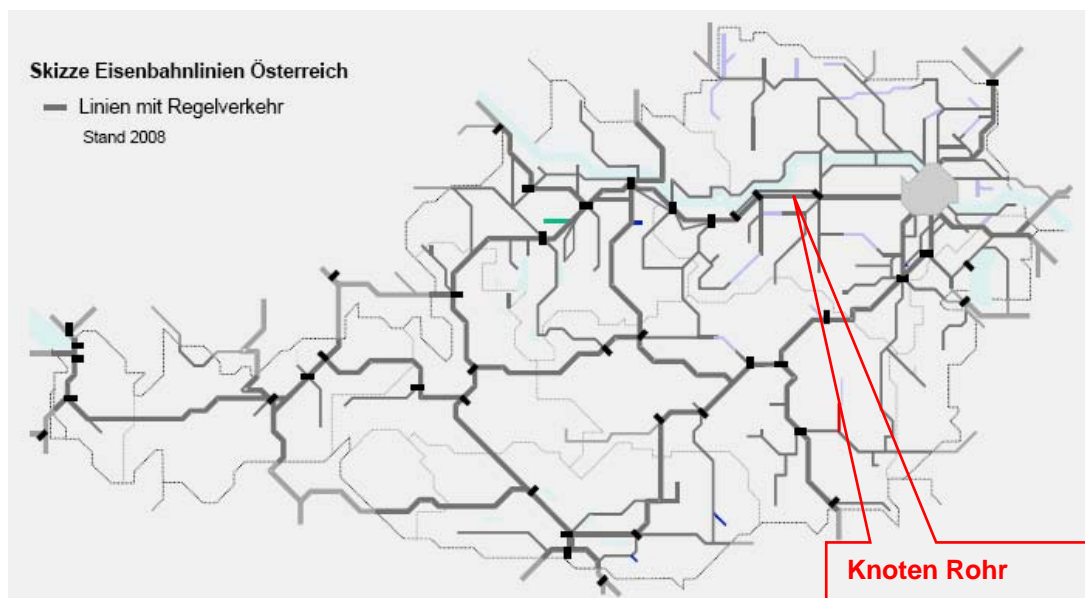 Skizze Eisenbahnlinien Österreich
Linien mit Regelverkehr
Stand 2008
Knoten Rohr